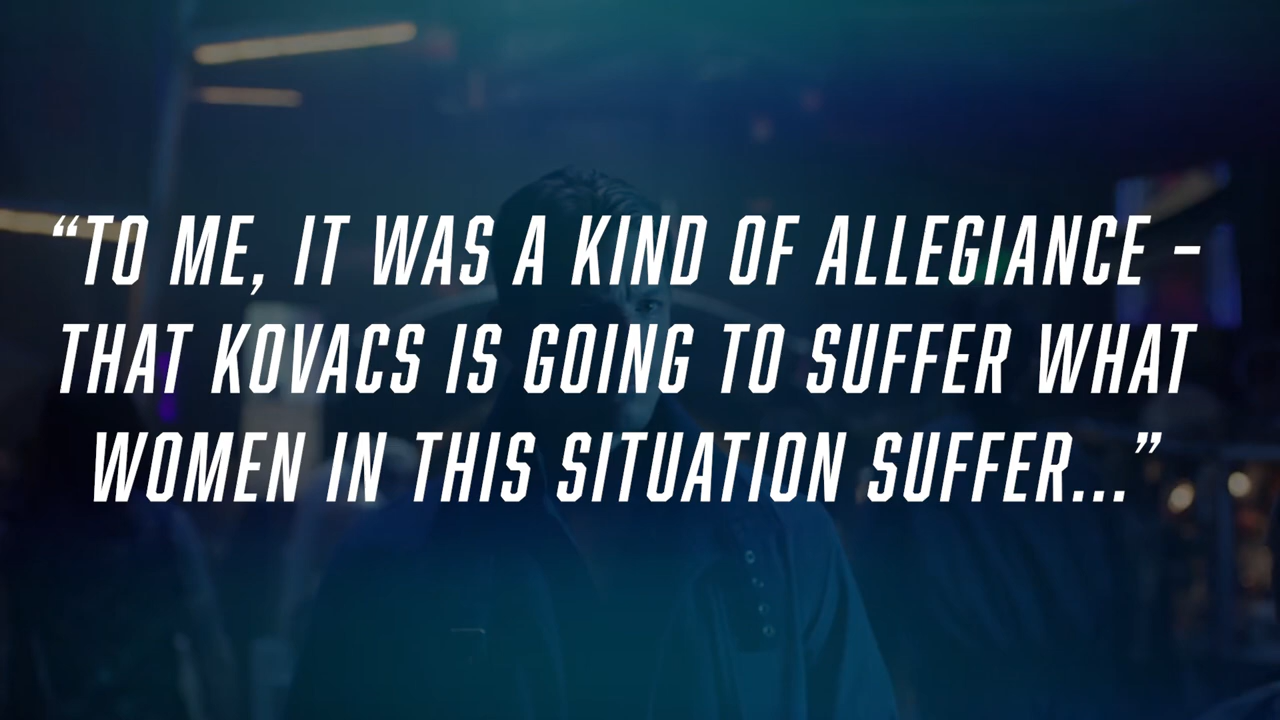 “TO ME, IT WAS A KIND OF ALLEGIANCE –
THAT KOVACS IS GOING TO SUFFER WHAT
WOMEN IN THIS SITUATION SUFFER...”